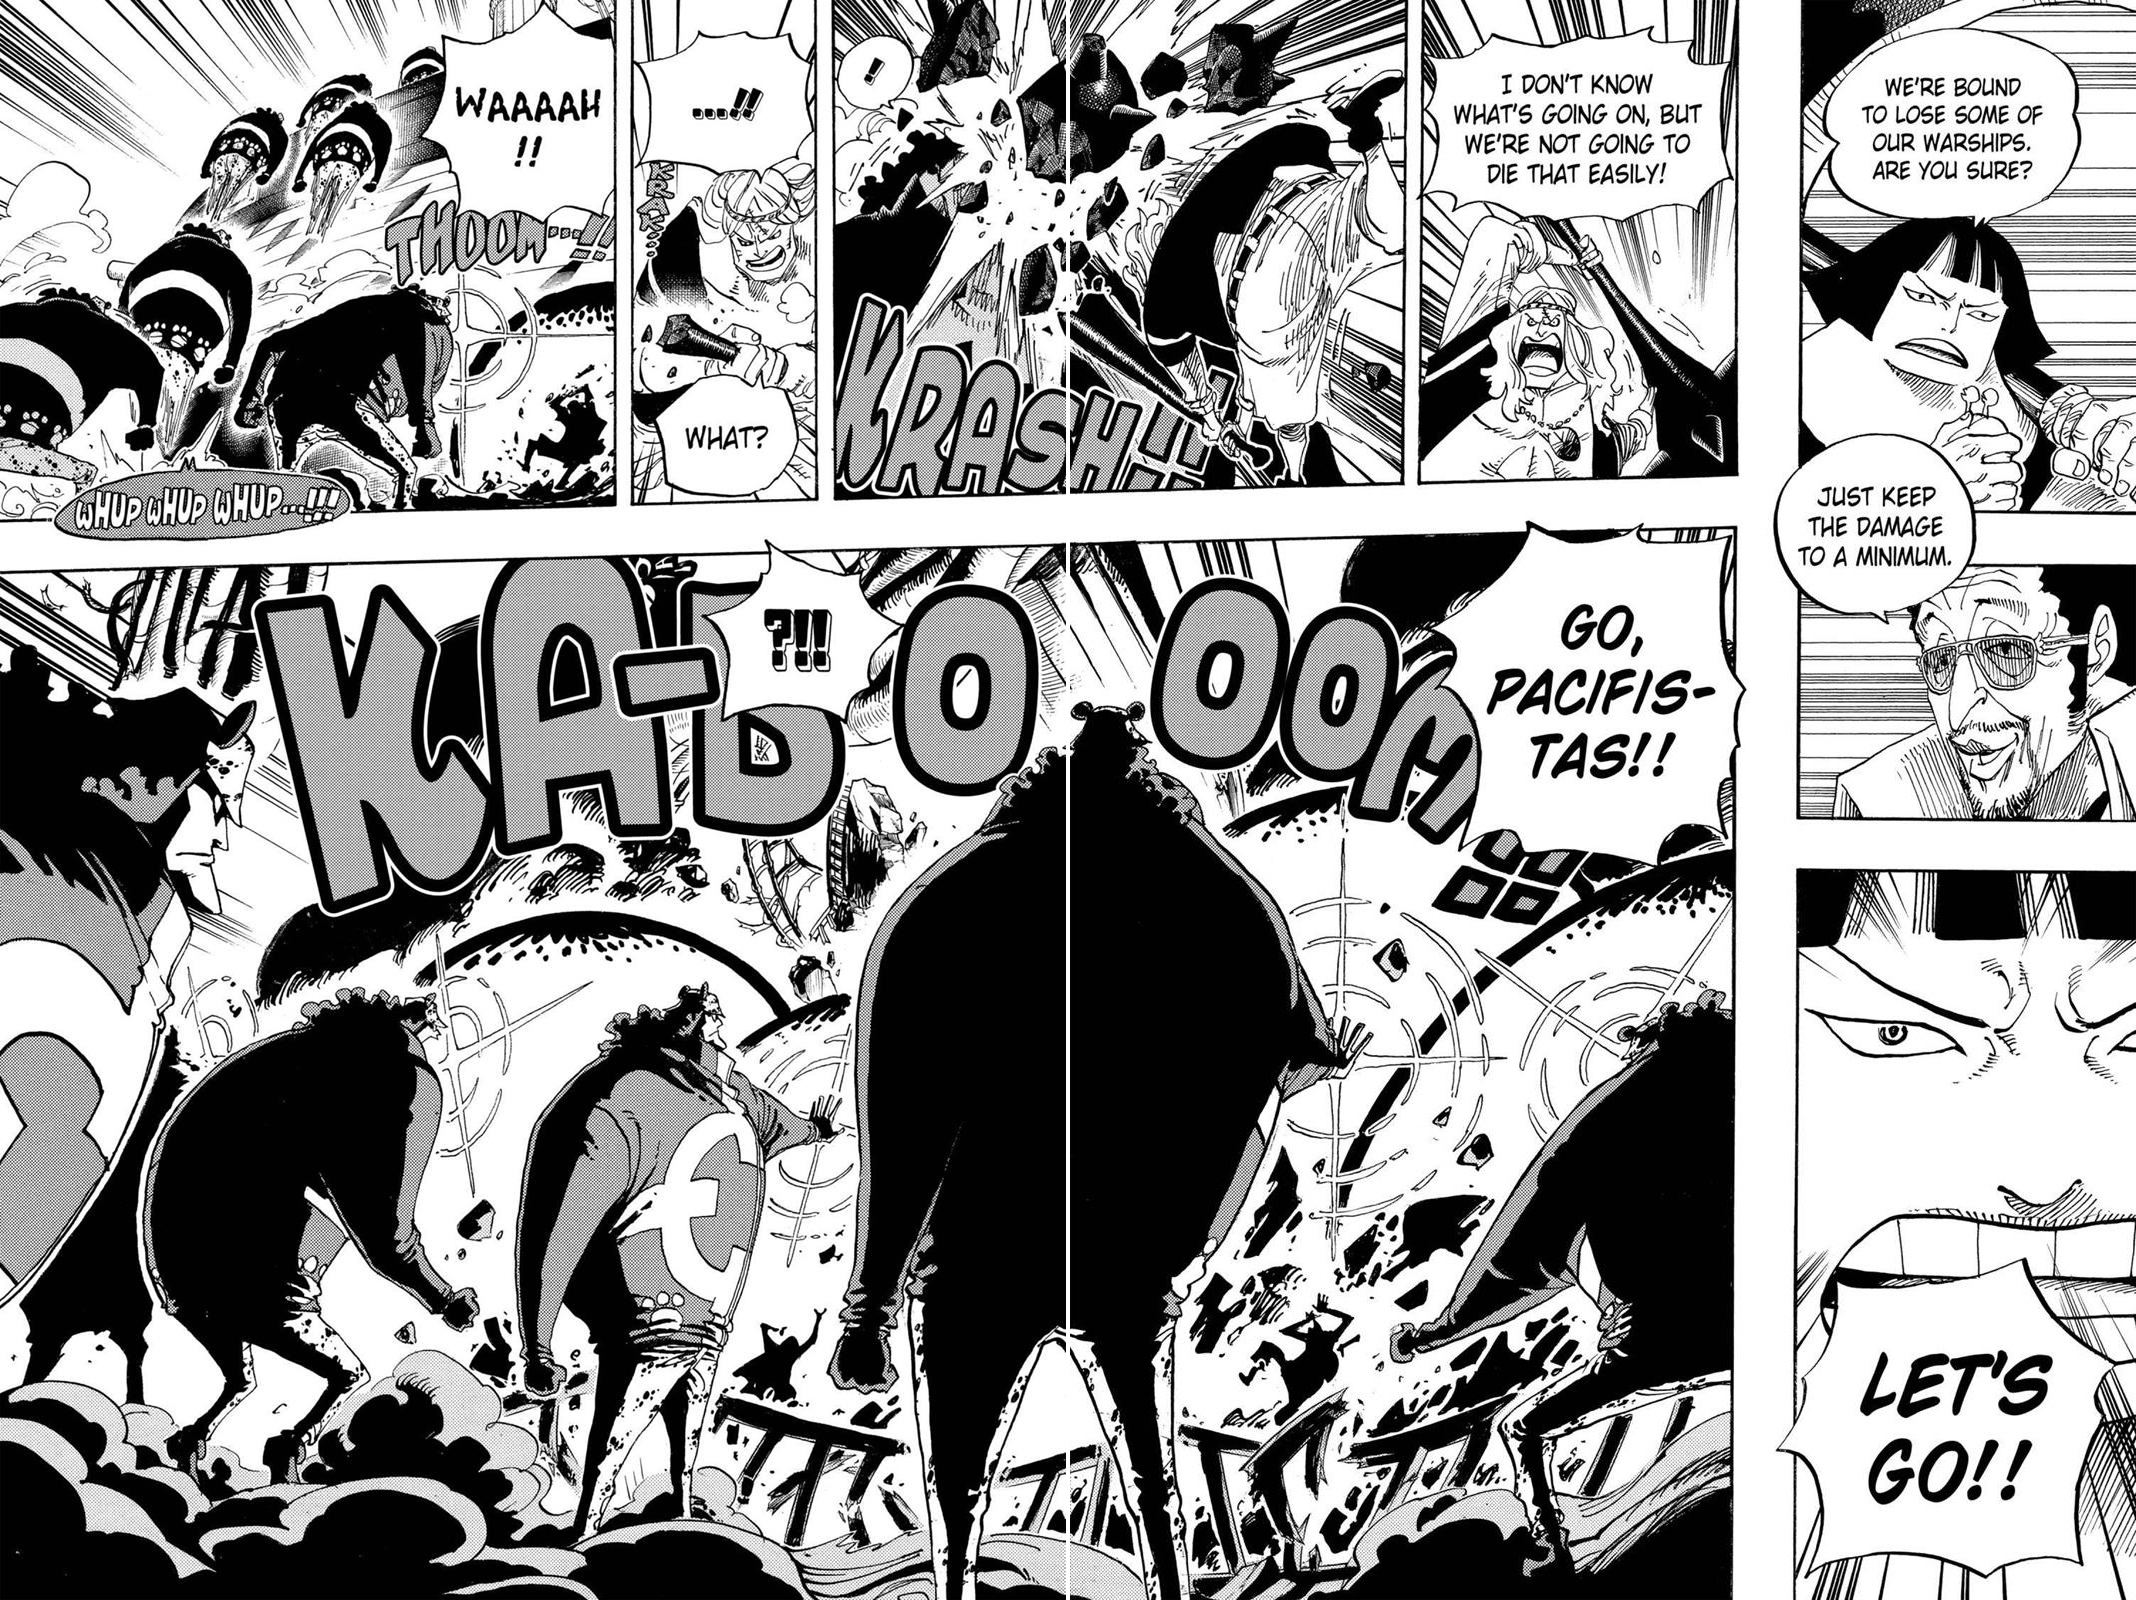 WE'RE BOUND
TO LOSE SOME OF
OUR WARSHIPS.
ARE YOU SURE?
JUST KEEP
THE DAMAGE
TO A MINIMUM.
LET'S
GO!!
GO,
PACIFIS-
TAS!!
?!!
KA-BOOOOM!!
I DON'T KNOW
WHAT'S GOING ON, BUT
WE'RE NOT GOING TO
DIE THAT EASILY!
!
KRASH!!
...!!
KRAK...
WHAT?
WAAAAH
!!
THOOM...!!
WHUP WHUP WHUP...!!!